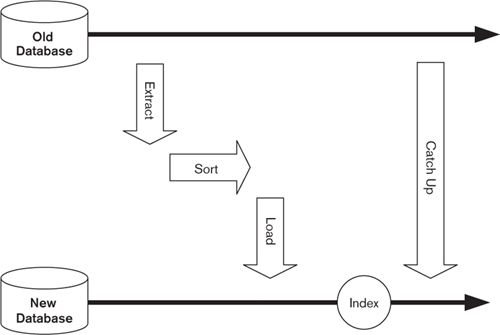 Old
Database
Extract
Sort
Load
Catch Up
New
Database
Index